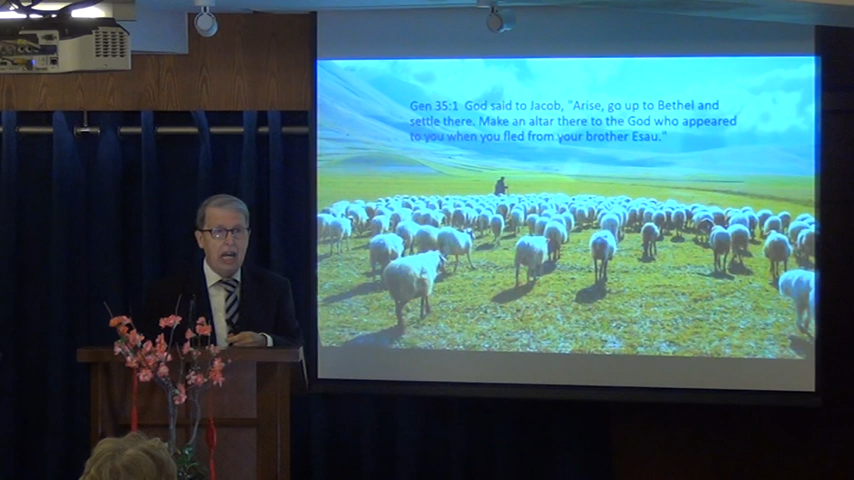 Gen 35:1  God said to Jacob, "Arise, go up to Bethel and
settle there. Make an altar there to the God who appeared
to you when you fled from your brother Esau."